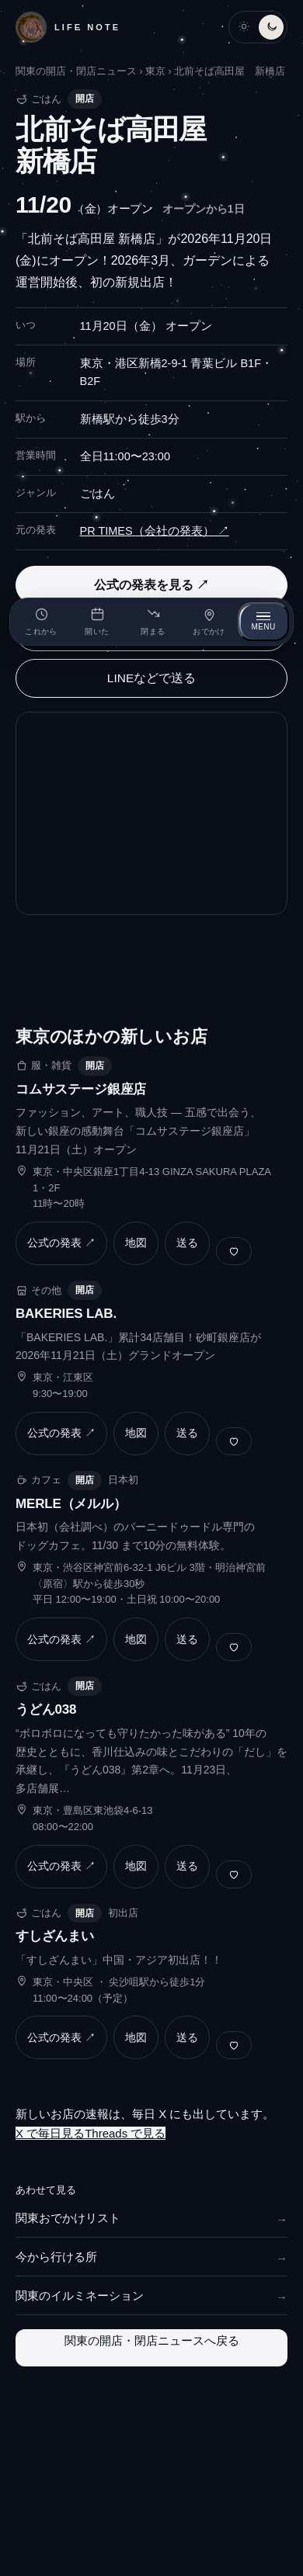 LIFE NOTE
関東の開店・閉店ニュース › 東京 › 北前そば高田屋　新橋店
ごはん 開店
北前そば高田屋
新橋店
11/20（金）オープン オープンから1日
「北前そば高田屋 新橋店」が2026年11月20日
(金)にオープン！2026年3月、ガーデンによる
運営開始後、初の新規出店！
いつ 11月20日（金） オープン
場所 東京・港区新橋2-9-1 青葉ビル B1F・
B2F
駅から 新橋駅から徒歩3分
営業時間 全日11:00〜23:00
ジャンル ごはん
元の発表 PR TIMES（会社の発表） ↗
公式の発表を見る ↗
これから 開いた 閉まる おでかけ MENU
LINEなどで送る
東京のほかの新しいお店
服・雑貨 開店
コムサステージ銀座店
ファッション、アート、職人技 — 五感で出会う、
新しい銀座の感動舞台「コムサステージ銀座店」
11月21日（土）オープン
東京・中央区銀座1丁目4-13 GINZA SAKURA PLAZA
1・2F
11時〜20時
公式の発表 ↗ 地図 送る
その他 開店
BAKERIES LAB.
「BAKERIES LAB.」累計34店舗目！砂町銀座店が
2026年11月21日（土）グランドオープン
東京・江東区
9:30〜19:00
公式の発表 ↗ 地図 送る
カフェ 開店 日本初
MERLE（メルル）
日本初（会社調べ）のバーニードゥードル専門の
ドッグカフェ。11/30 まで10分の無料体験。
東京・渋谷区神宮前6-32-1 J6ビル 3階・明治神宮前
〈原宿〉駅から徒歩30秒
平日 12:00〜19:00・土日祝 10:00〜20:00
公式の発表 ↗ 地図 送る
ごはん 開店
うどん038
“ボロボロになっても守りたかった味がある” 10年の
歴史とともに、香川仕込みの味とこだわりの「だし」を
承継し、『うどん038』第2章へ。11月23日、
多店舗展…
東京・豊島区東池袋4-6-13
08:00〜22:00
公式の発表 ↗ 地図 送る
ごはん 開店 初出店
すしざんまい
「すしざんまい」中国・アジア初出店！！
東京・中央区 ・ 尖沙咀駅から徒歩1分
11:00〜24:00（予定）
公式の発表 ↗ 地図 送る
新しいお店の速報は、毎日 X にも出しています。
X で毎日見るThreads で見る
あわせて見る
関東おでかけリスト →
今から行ける所 →
関東のイルミネーション →
関東の開店・閉店ニュースへ戻る